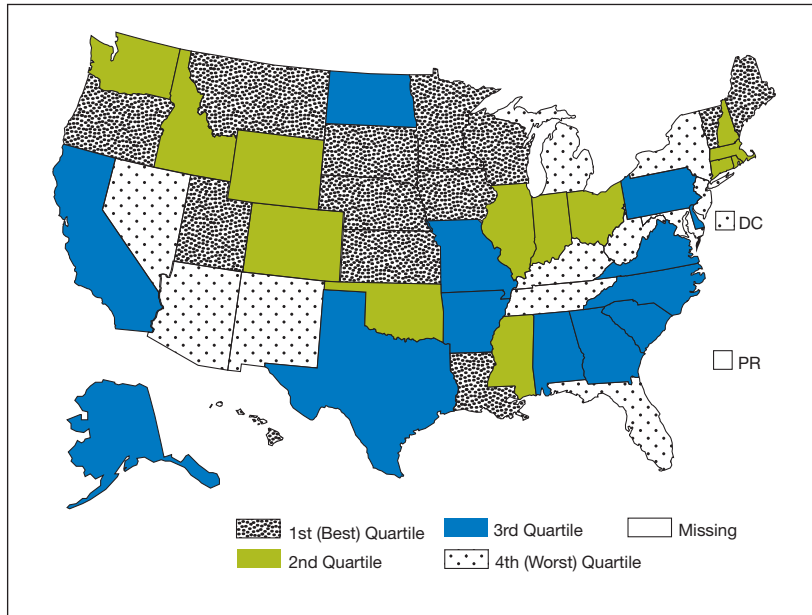 DC
PR
1st (Best) Quartile 3rd Quartile Missing
2nd Quartile 4th (Worst) Quartile